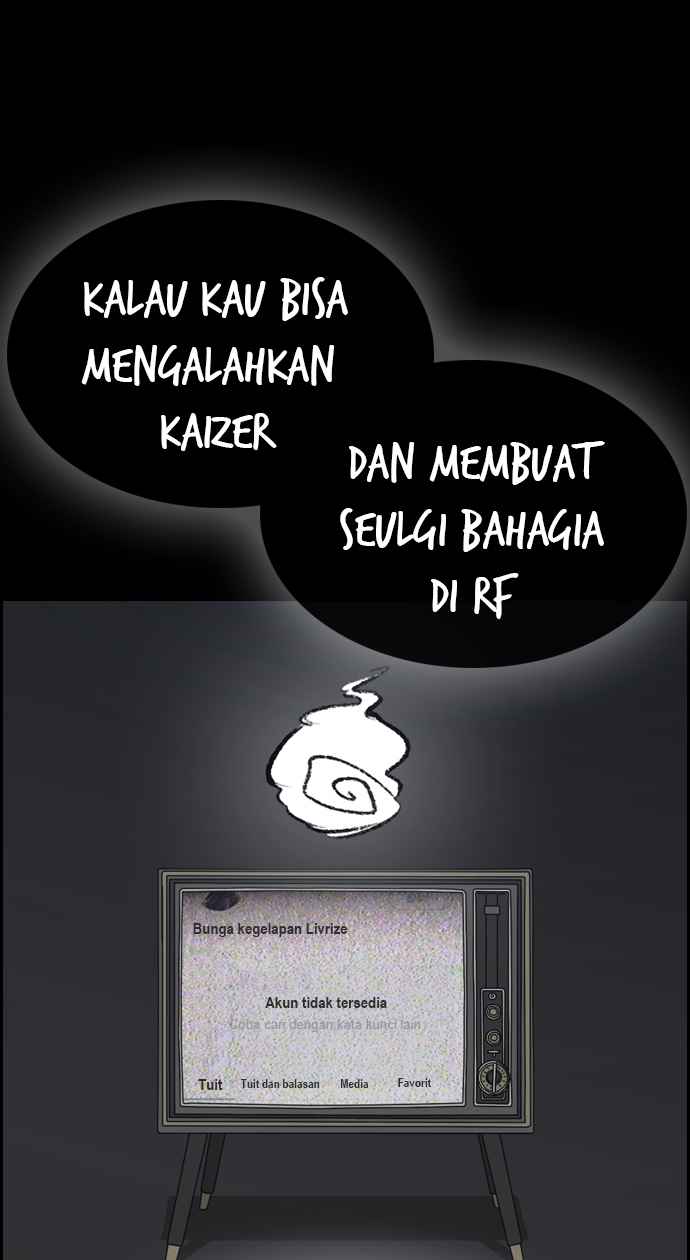 KALAU KAU BISA
MENGALAHKAN
KAIZER
DAN MEMBUAT
SEULGI BAHAGIA
DI RF
Bunga kegelapan Livrize
Akun tidak tersedia
Coba cari dengan kata kunci lain
Tuit Tuit dan balasan Media Favorit